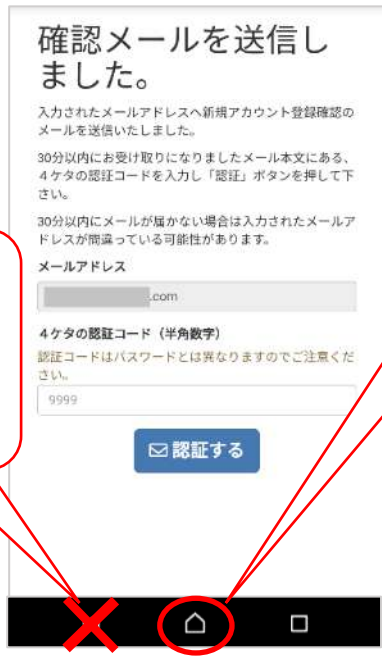 確認メールを送信し
ました。
入力されたメールアドレスへ新規アカウント登録確認の
メールを送信いたしました。
30分以内にお受け取りになりましたメール本文にある、
４ケタの認証コードを入力し「認証」ボタンを押して下
さい。
30分以内にメールが届かない場合は入力されたメールア
ドレスが間違っている可能性があります。
メールアドレス
.com
４ケタの認証コード（半角数字）
認証コードはパスワードとは異なりますのでご注意くだ
さい。
9999
認証する